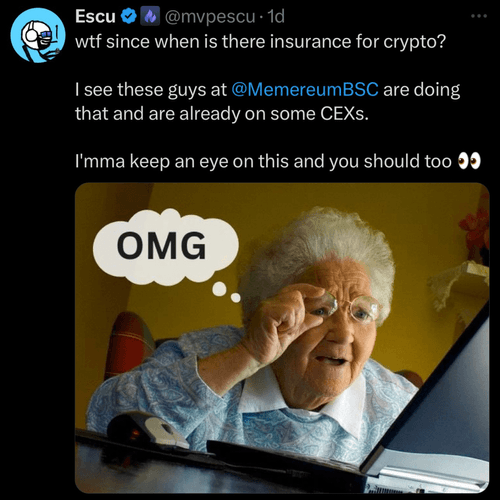 Escu @mvpescu · 1d
wtf since when is there insurance for crypto?
I see these guys at @MemereumBSC are doing
that and are already on some CEXs.
I'mma keep an eye on this and you should too 👀
OMG